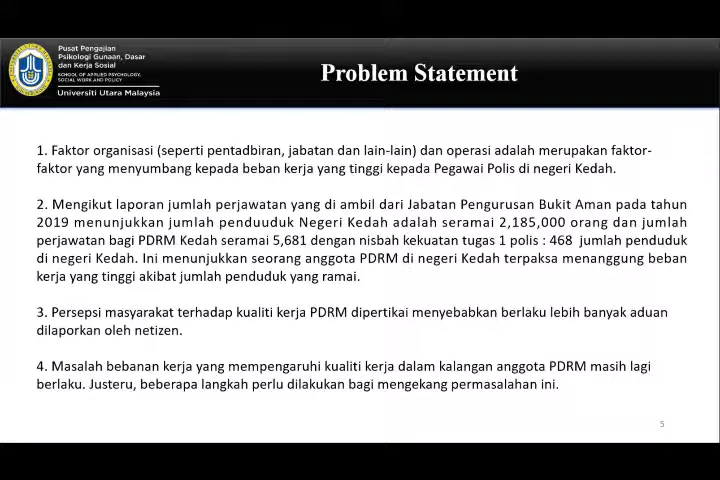 Pusat Pengajian
Psikologi Gunaan, Dasar
dan Kerja Sosial
SCHOOL OF APPLIED PSYCHOLOGY,
SOCIAL WORK AND POLICY
Universiti Utara Malaysia
Problem Statement
1. Faktor organisasi (seperti pentadbiran, jabatan dan lain-lain) dan operasi adalah merupakan faktor-
faktor yang menyumbang kepada beban kerja yang tinggi kepada Pegawai Polis di negeri Kedah.
2. Mengikut laporan jumlah perjawatan yang di ambil dari Jabatan Pengurusan Bukit Aman pada tahun
2019 menunjukkan jumlah penduuduk Negeri Kedah adalah seramai 2,185,000 orang dan jumlah
perjawatan bagi PDRM Kedah seramai 5,681 dengan nisbah kekuatan tugas 1 polis : 468 jumlah penduduk
di negeri Kedah. Ini menunjukkan seorang anggota PDRM di negeri Kedah terpaksa menanggung beban
kerja yang tinggi akibat jumlah penduduk yang ramai.
3. Persepsi masyarakat terhadap kualiti kerja PDRM dipertikai menyebabkan berlaku lebih banyak aduan
dilaporkan oleh netizen.
4. Masalah bebanan kerja yang mempengaruhi kualiti kerja dalam kalangan anggota PDRM masih lagi
berlaku. Justeru, beberapa langkah perlu dilakukan bagi mengekang permasalahan ini.
5